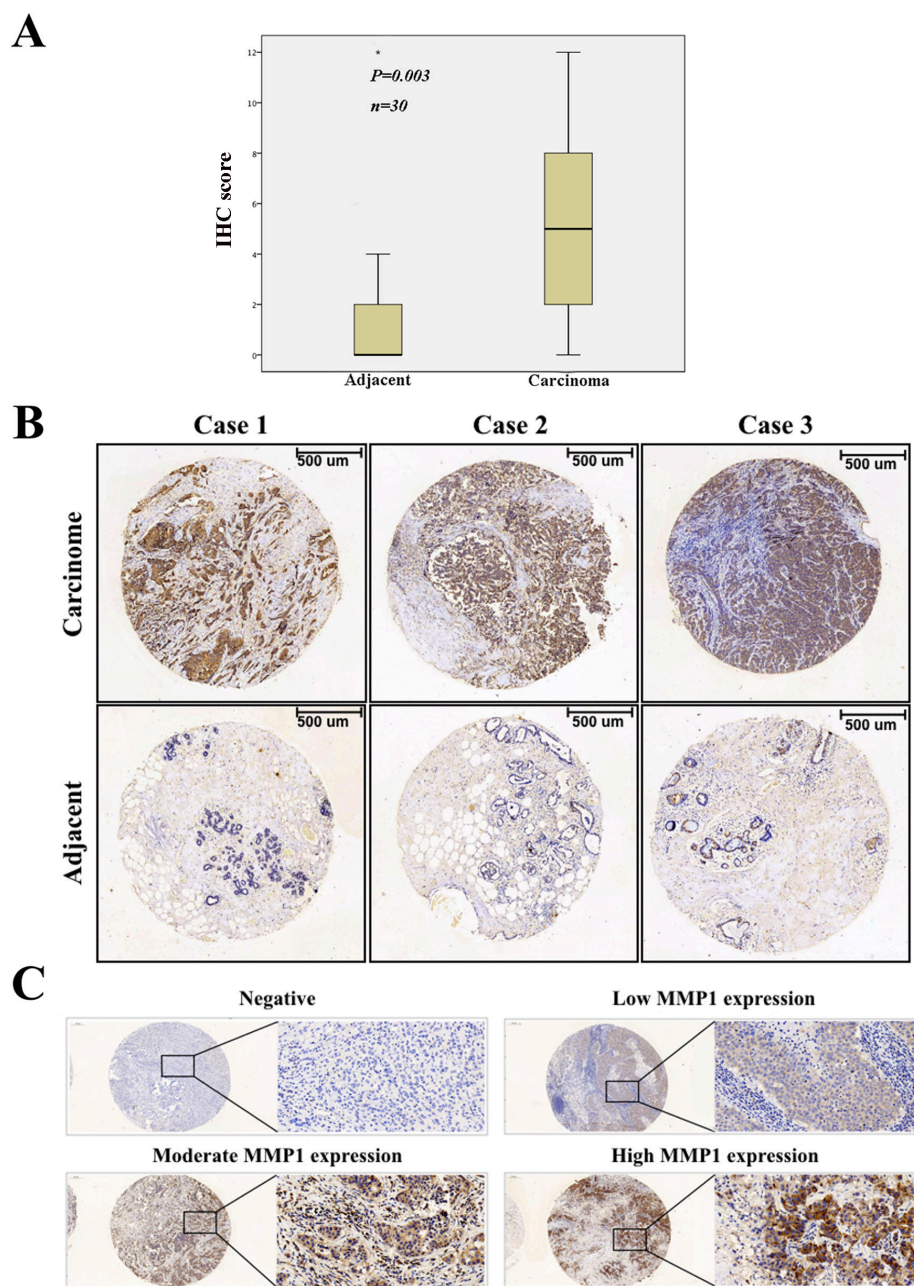 A
12
*
P=0.003
10
n=30
8
6
4
2
0
IHC score
Adjacent
Carcinoma
B
Case 1
Case 2
Case 3
Carcinome
500 um
500 um
500 um
Adjacent
500 um
500 um
500 um
C
Negative
Low MMP1 expression
Moderate MMP1 expression
High MMP1 expression